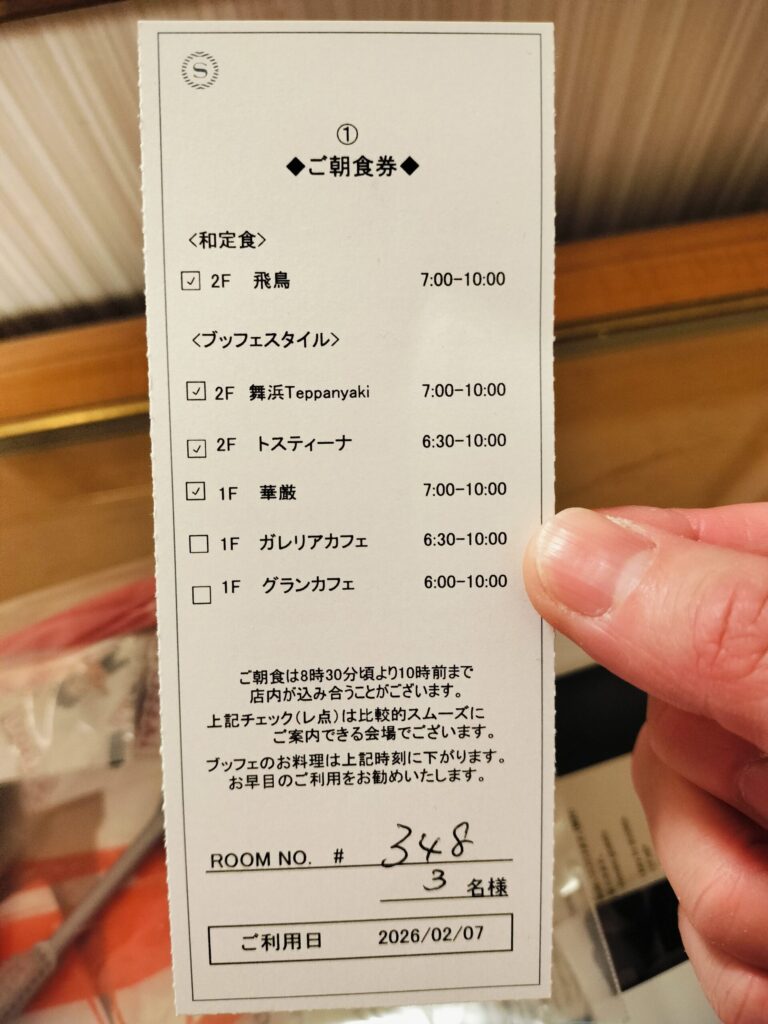 S
①
◆ご朝食券◆
<和定食>
☑ 2F 飛鳥 7:00-10:00
<ブッフェスタイル>
☑ 2F 舞浜Teppanyaki 7:00-10:00
☑ 2F トスティーナ 6:30-10:00
☑ 1F 華厳 7:00-10:00
☐ 1F ガレリアカフェ 6:30-10:00
☐ 1F グランカフェ 6:00-10:00
ご朝食は8時30分頃より10時前まで
店内が込み合うことがございます。
上記チェック(レ点)は比較的スムーズに
ご案内できる会場でございます。
ブッフェのお料理は上記時刻に下がります。
お早目のご利用をお勧めいたします。
ROOM NO. # 348
3 名様
ご利用日 2026/02/07